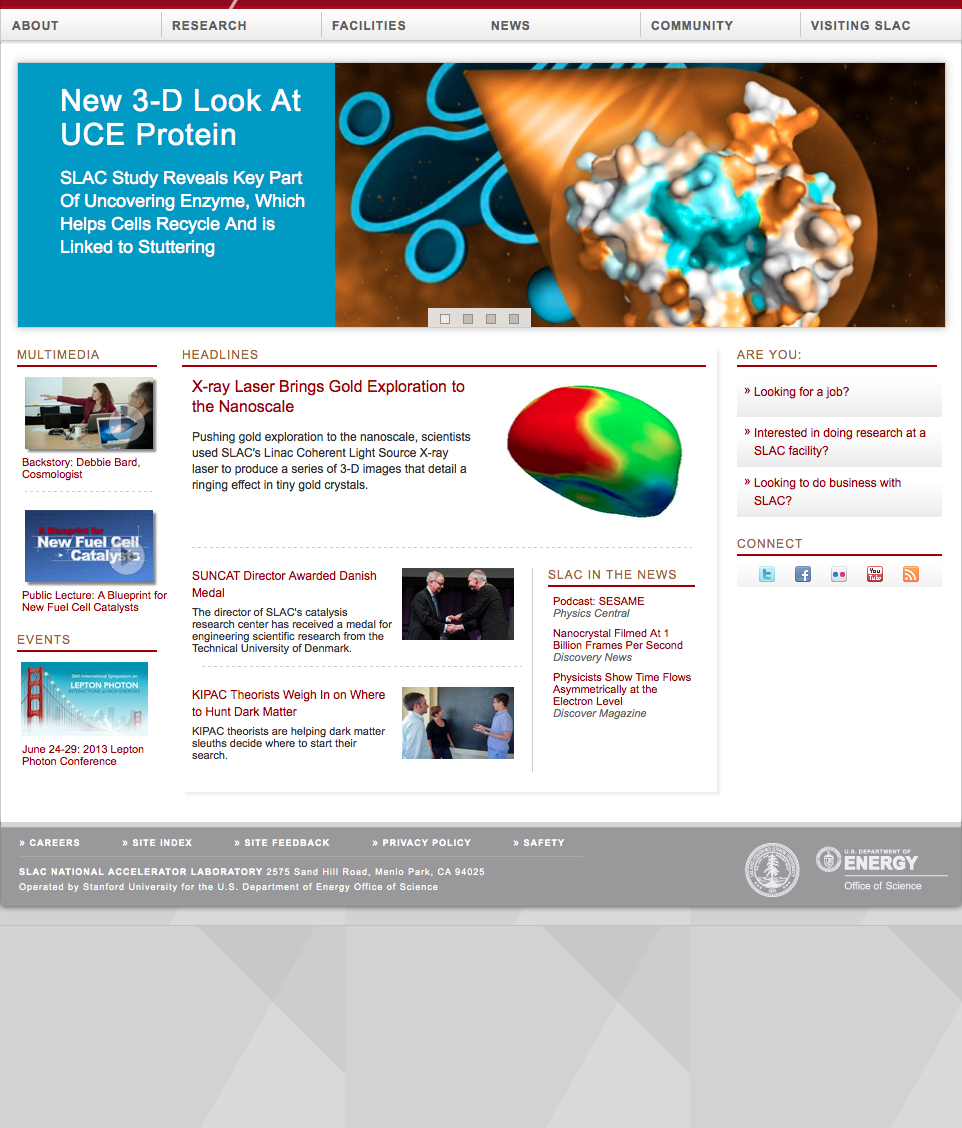 ABOUT
RESEARCH
FACILITIES
NEWS
COMMUNITY
VISITING SLAC
New 3-D Look At
UCE Protein
SLAC Study Reveals Key Part
Of Uncovering Enzyme, Which
Helps Cells Recycle And is
Linked to Stuttering
MULTIMEDIA
Backstory: Debbie Bard,
Cosmologist
A Blueprint for
New Fuel Cell
Catalysts
Public Lecture: A Blueprint for
New Fuel Cell Catalysts
EVENTS
26th International Symposium on
LEPTON PHOTON
INTERACTIONS at HIGH ENERGIES
June 24-29: 2013 Lepton
Photon Conference
HEADLINES
X-ray Laser Brings Gold Exploration to
the Nanoscale
Pushing gold exploration to the nanoscale, scientists
used SLAC's Linac Coherent Light Source X-ray
laser to produce a series of 3-D images that detail a
ringing effect in tiny gold crystals.
SUNCAT Director Awarded Danish
Medal
The director of SLAC's catalysis
research center has received a medal for
engineering scientific research from the
Technical University of Denmark.
KIPAC Theorists Weigh In on Where
to Hunt Dark Matter
KIPAC theorists are helping dark matter
sleuths decide where to start their
search.
SLAC IN THE NEWS
Podcast: SESAME
Physics Central
Nanocrystal Filmed At 1
Billion Frames Per Second
Discovery News
Physicists Show Time Flows
Asymmetrically at the
Electron Level
Discover Magazine
ARE YOU:
» Looking for a job?
» Interested in doing research at a
SLAC facility?
» Looking to do business with
SLAC?
CONNECT
You
Tube
» CAREERS
» SITE INDEX
» SITE FEEDBACK
» PRIVACY POLICY
» SAFETY
SLAC NATIONAL ACCELERATOR LABORATORY 2575 Sand Hill Road, Menlo Park, CA 94025
Operated by Stanford University for the U.S. Department of Energy Office of Science
U.S. DEPARTMENT OF
ENERGY
Office of Science